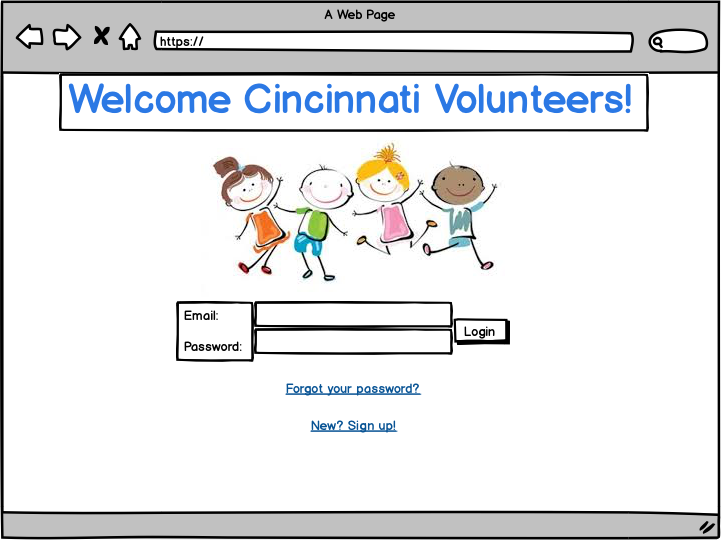 A Web Page
https://
Welcome Cincinnati Volunteers!
Email:
Password:
Login
Forgot your password?
New? Sign up!